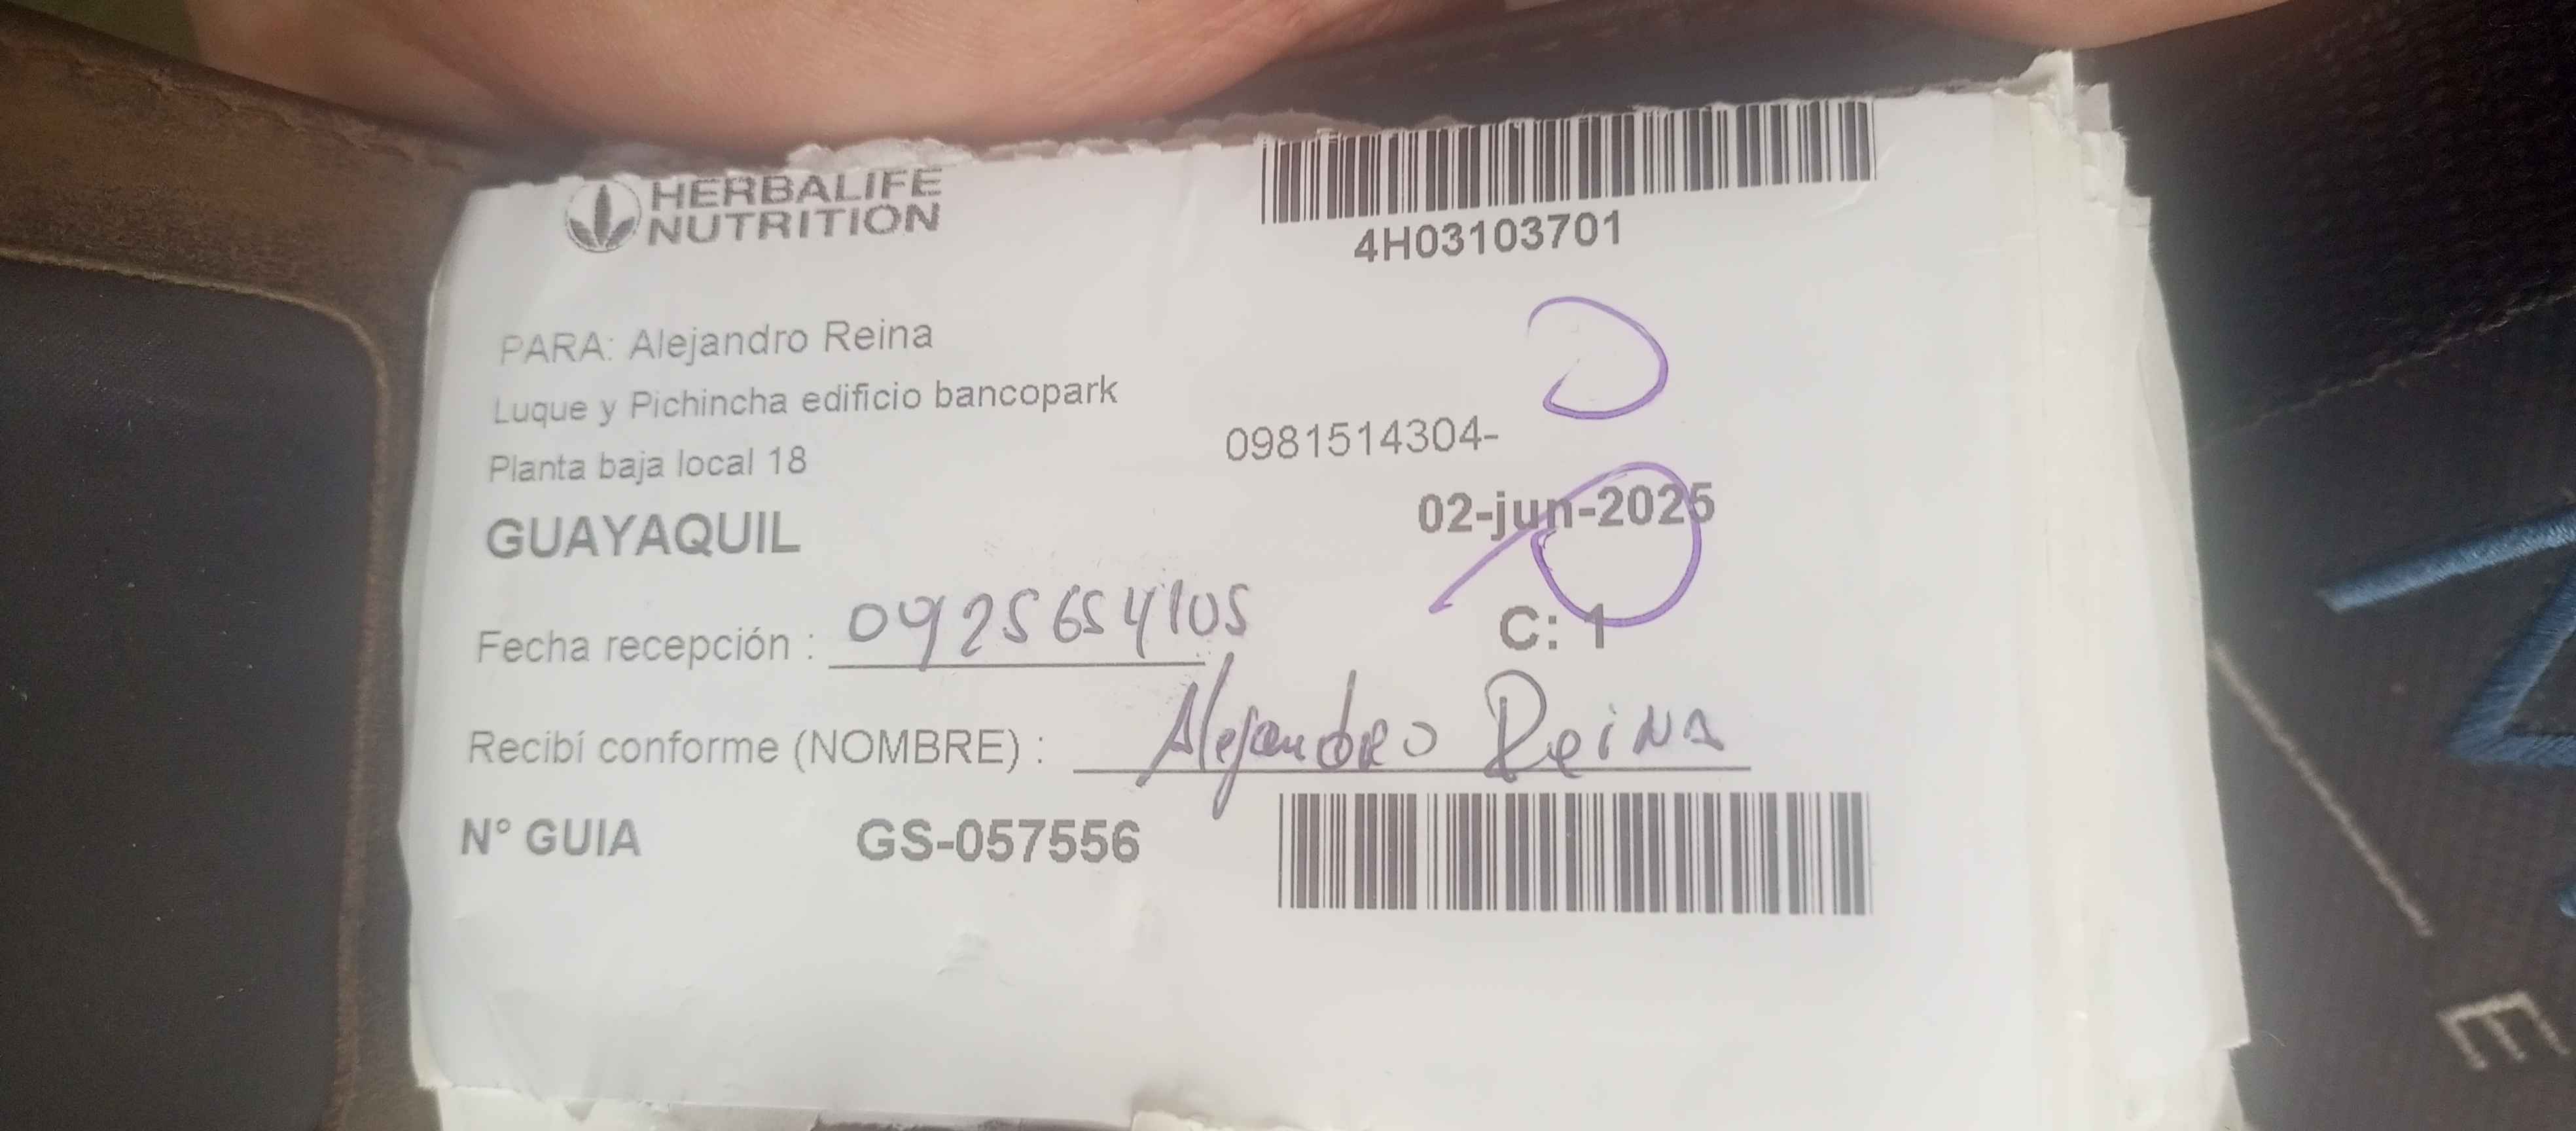 HERBALIFE
NUTRITION
4H03103701
PARA: Alejandro Reina
Luque y Pichincha edificio bancopark
0981514304-
Planta baja local 18
02-jun-2025
GUAYAQUIL
C: 1
Fecha recepción : 0925654105
Recibí conforme (NOMBRE) : Alejandro Reina
N° GUIA GS-057556
E